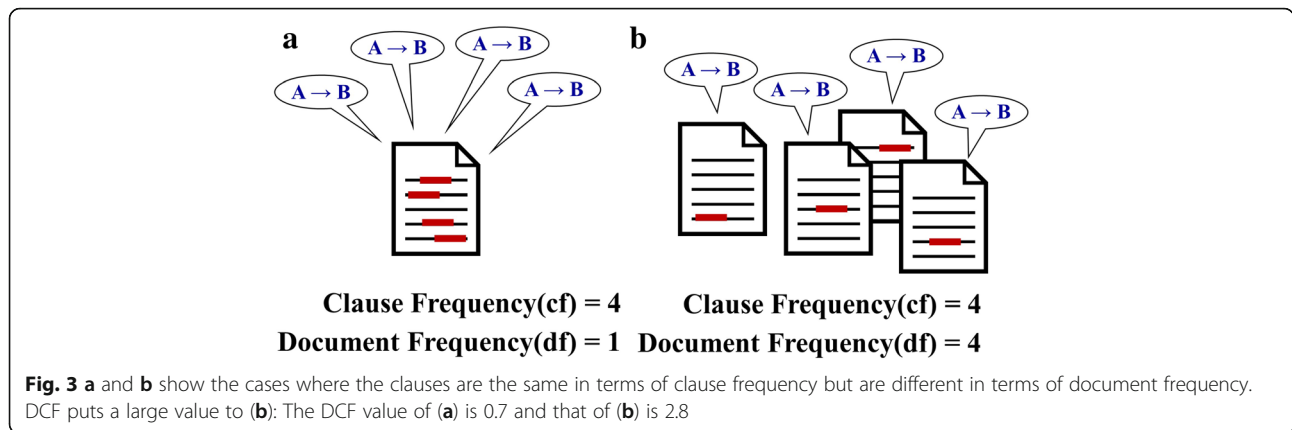 a
A → B
A → B
A → B
A → B
b
A → B
A → B
A → B
A → B
Clause Frequency(cf) = 4
Document Frequency(df) = 1
Clause Frequency(cf) = 4
Document Frequency(df) = 4
Fig. 3 a and b show the cases where the clauses are the same in terms of clause frequency but are different in terms of document frequency.
DCF puts a large value to (b): The DCF value of (a) is 0.7 and that of (b) is 2.8